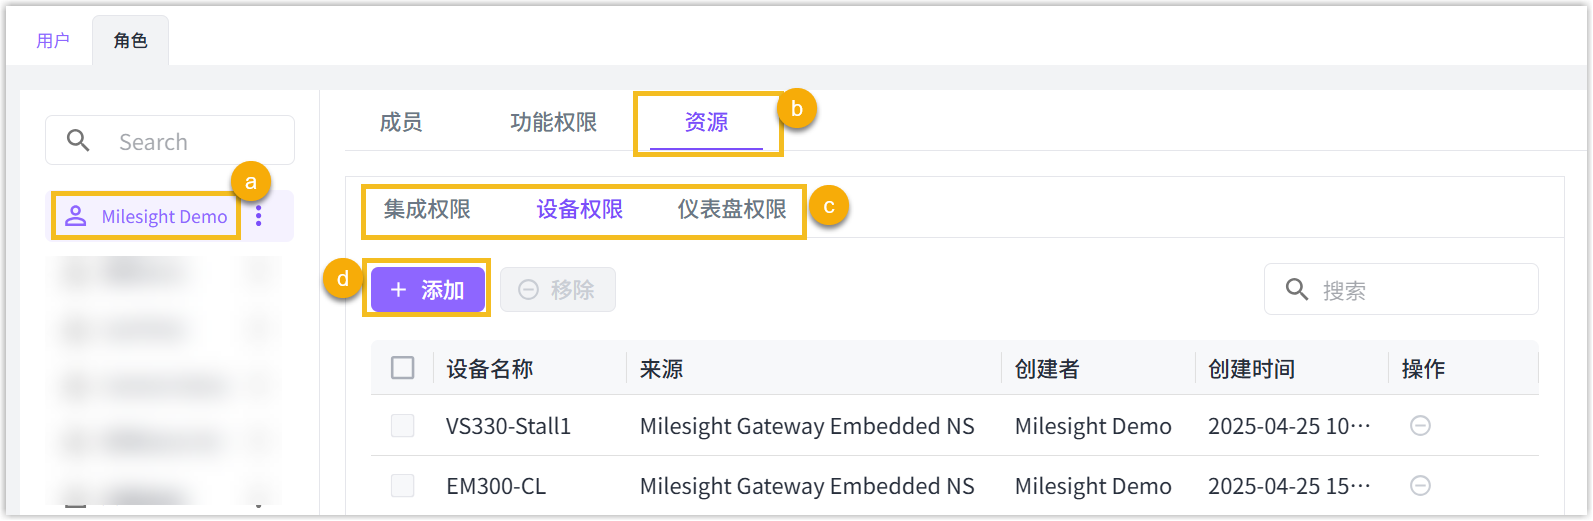 用户
角色
Search
a
Milesight Demo
成员
功能权限
资源
b
集成权限
设备权限
仪表盘权限
c
d
+ 添加
移除
搜索
设备名称 来源 创建者 创建时间 操作
VS330-Stall1 Milesight Gateway Embedded NS Milesight Demo 2025-04-25 10···
EM300-CL Milesight Gateway Embedded NS Milesight Demo 2025-04-25 15···